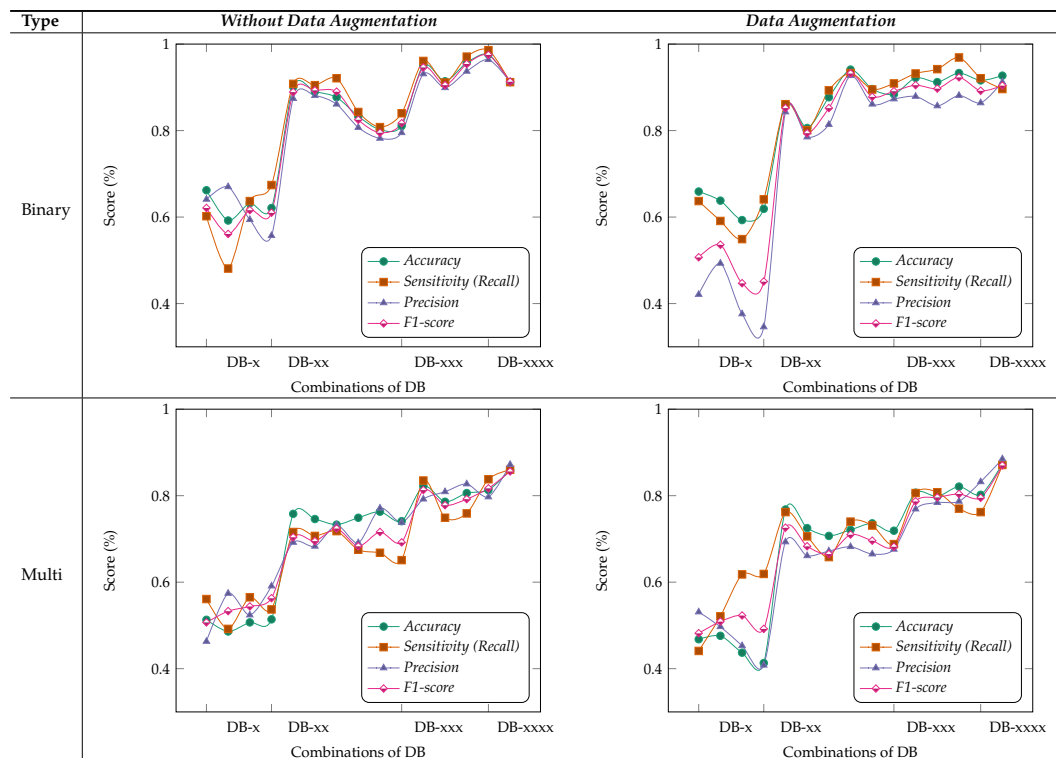 Type Without Data Augmentation Data Augmentation
Binary
Score (%)
1
0.8
0.6
0.4
Accuracy
Sensitivity (Recall)
Precision
F1-score
DB-x DB-xx DB-xxx DB-xxxx
Combinations of DB
Score (%)
1
0.8
0.6
0.4
Accuracy
Sensitivity (Recall)
Precision
F1-score
DB-x DB-xx DB-xxx DB-xxxx
Combinations of DB
Multi
Score (%)
1
0.8
0.6
0.4
Accuracy
Sensitivity (Recall)
Precision
F1-score
DB-x DB-xx DB-xxx DB-xxxx
Combinations of DB
Score (%)
1
0.8
0.6
0.4
Accuracy
Sensitivity (Recall)
Precision
F1-score
DB-x DB-xx DB-xxx DB-xxxx
Combinations of DB